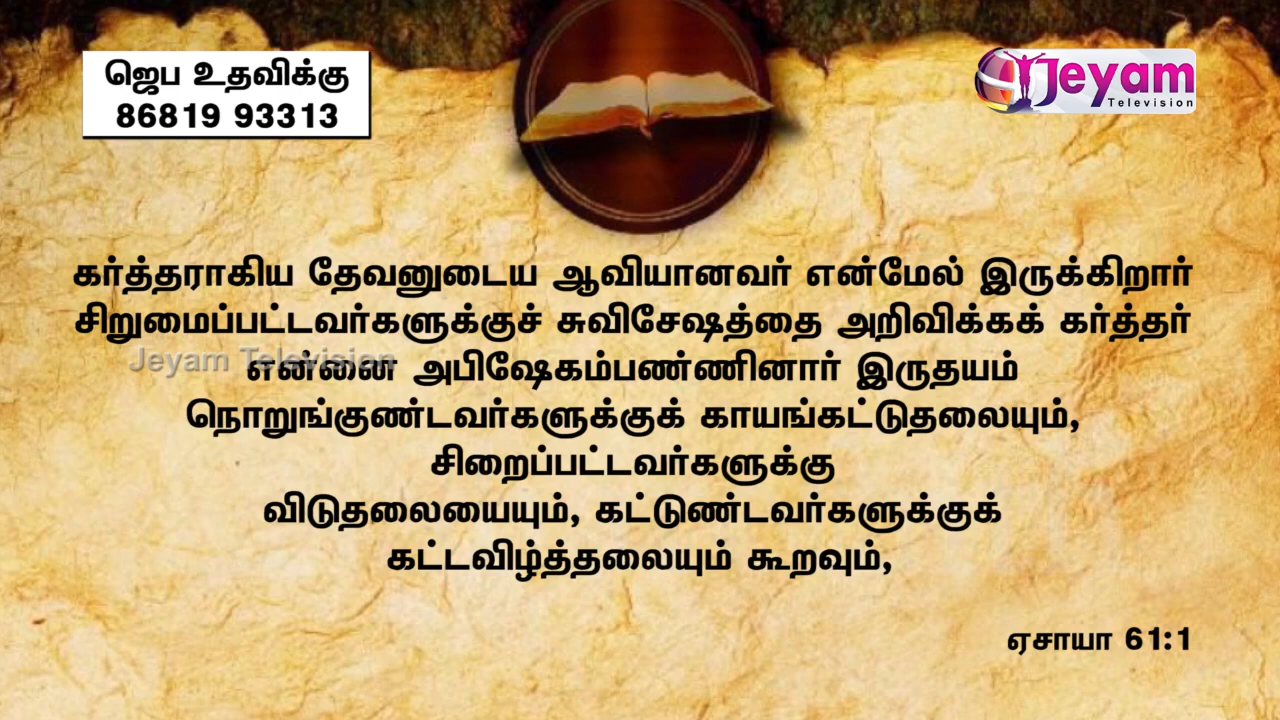 ஜெப உதவிக்கு
86819 93313
Jeyam
Television
கர்த்தராகிய தேவனுடைய ஆவியானவர் என்மேல் இருக்கிறார்
சிறுமைப்பட்டவர்களுக்குச் சுவிசேஷத்தை அறிவிக்கக் கர்த்தர்
Jeyam Television
என்னை அபிஷேகம்பண்ணினார் இருதயம்
நொறுங்குண்டவர்களுக்குக் காயங்கட்டுதலையும்,
சிறைப்பட்டவர்களுக்கு
விடுதலையையும், கட்டுண்டவர்களுக்குக்
கட்டவிழ்த்தலையும் கூறவும்,
ஏசாயா 61:1